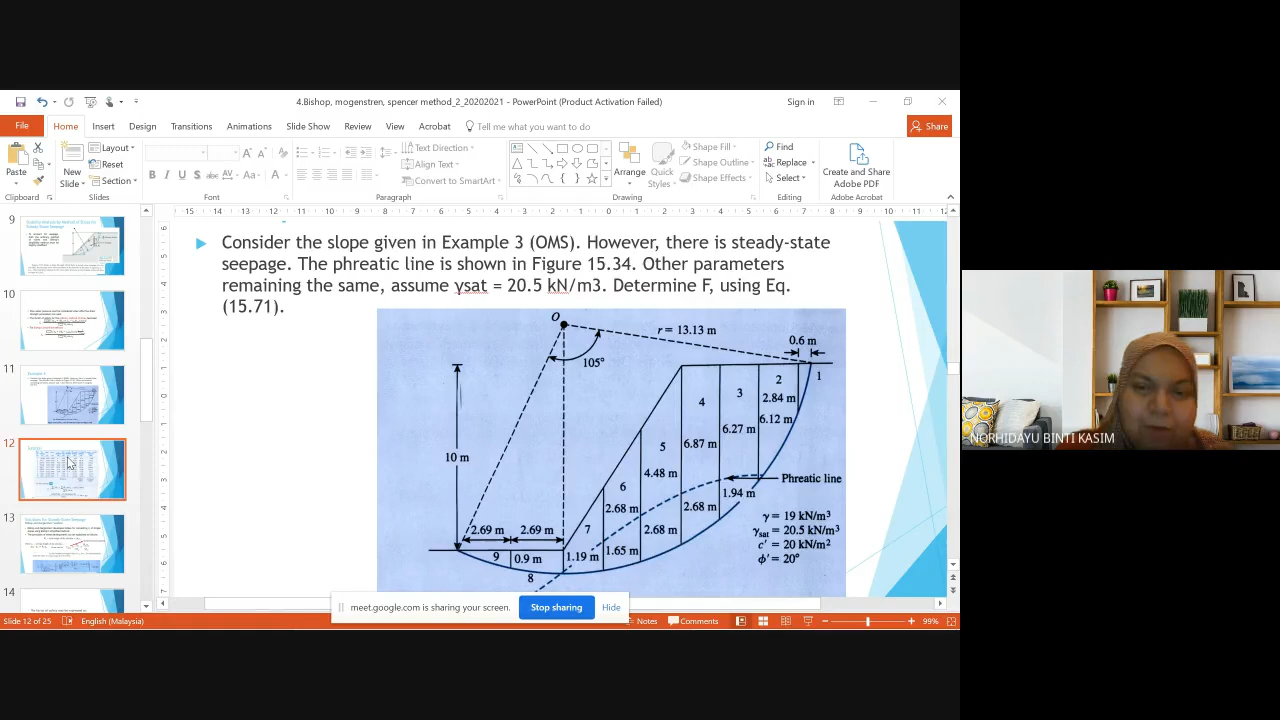 4.Bishop, mogenstren, spencer method_2_20202021 - PowerPoint (Product Activation Failed)
Sign in
File Home Insert Design Transitions Animations Slide Show Review View Acrobat Tell me what you want to do
Share
Paste
New Slide
Layout
Reset
Section
Text Direction
Align Text
Convert to SmartArt
Arrange
Quick Styles
Shape Fill
Shape Outline
Shape Effects
Find
Replace
Select
Create and Share Adobe PDF
Clipboard Slides Font Paragraph Drawing Editing Adobe Acrobat
9
10
11
12
13
14
Consider the slope given in Example 3 (OMS). However, there is steady-state
seepage. The phreatic line is shown in Figure 15.34. Other parameters
remaining the same, assume γsat = 20.5 kN/m3. Determine F, using Eq.
(15.71).
O
r = 13.13 m
105°
0.6 m
1
2
2.84 m
3
4
6.12 m
6.27 m
5
6.87 m
10 m
4.48 m
Phreatic line
6
1.94 m
2.68 m
2.68 m
2.69 m
2.69 m
7
2.68 m
γ = 19 kN/m³
γsat = 20.5 kN/m³
c′ = 20 kN/m²
ϕ′ = 20°
9
0.9 m
1.19 m
1.65 m
8
meet.google.com is sharing your screen.
Stop sharing
Hide
Slide 12 of 25
English (Malaysia)
Notes
Comments
99%
NORHIDAYU BINTI KASIM